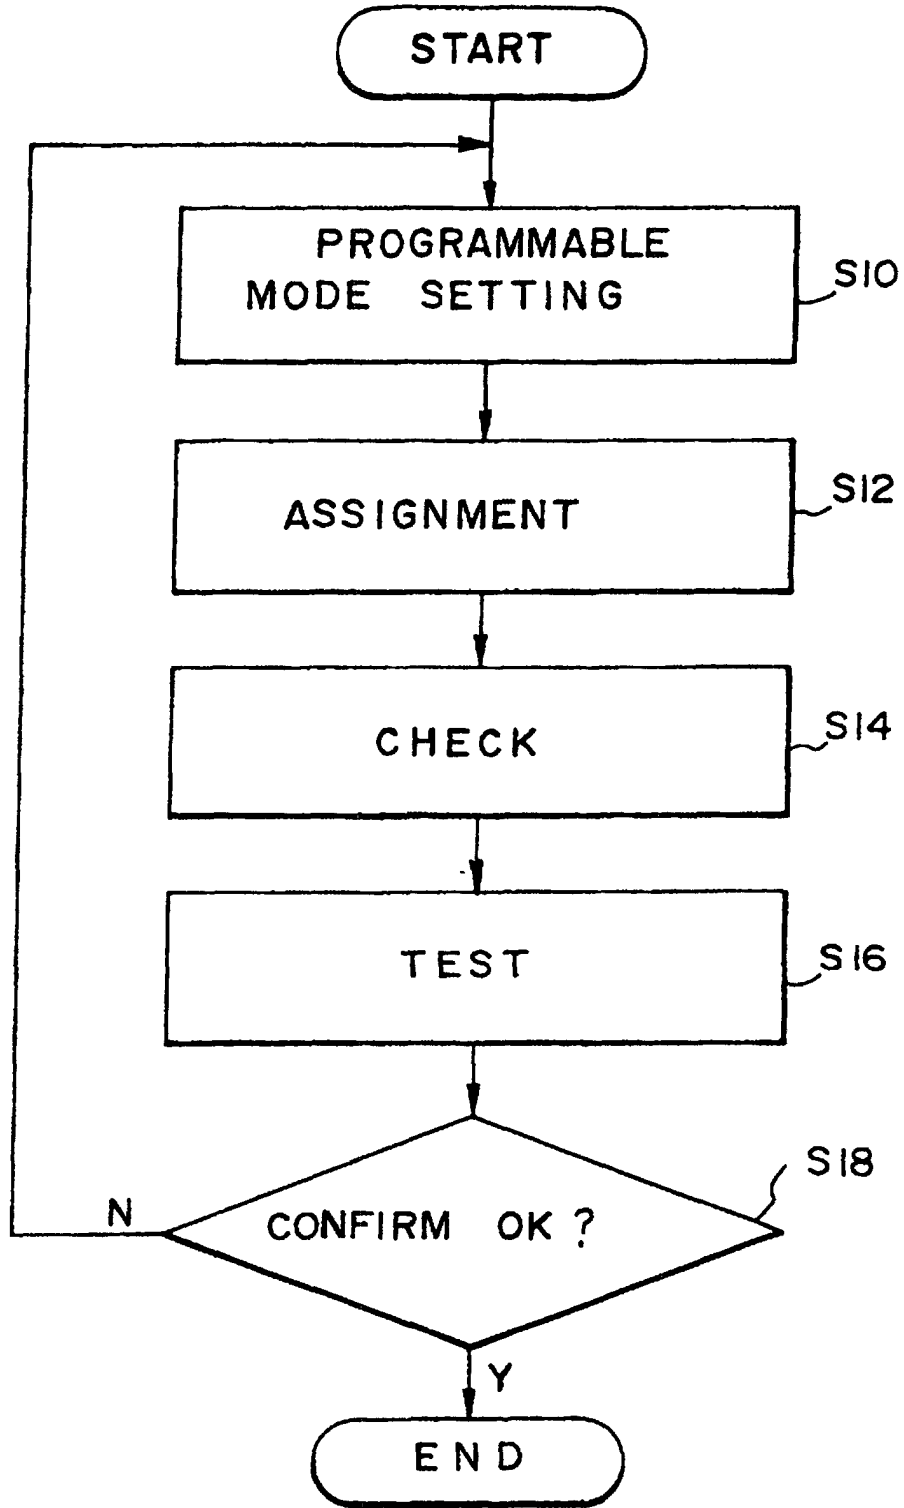 START
PROGRAMMABLE
MODE SETTING
S10
ASSIGNMENT
S12
CHECK
S14
TEST
S16
S18
N
CONFIRM OK?
Y
END